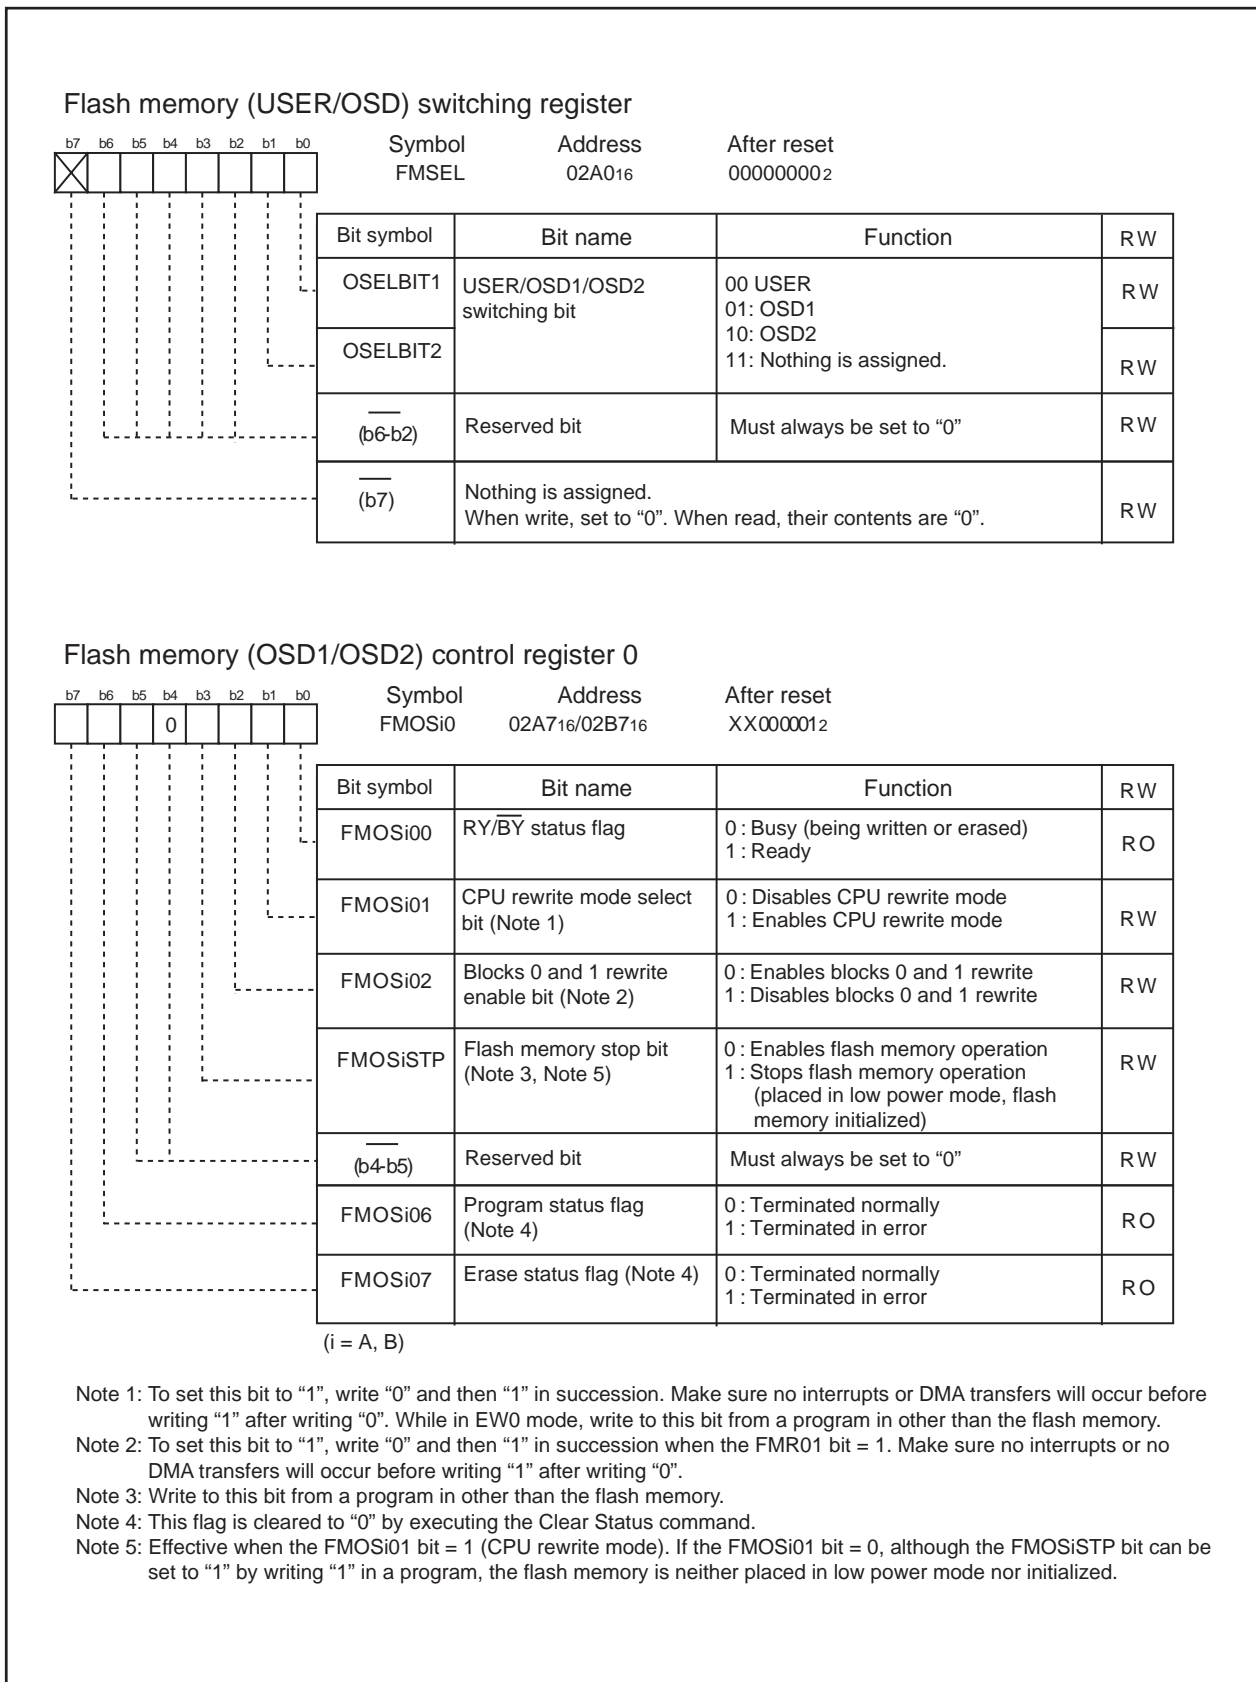 Flash memory (USER/OSD) switching register
b7 b6 b5 b4 b3 b2 b1 b0
Symbol Address After reset
FMSEL 02A016 000000002
Bit symbol Bit name Function RW
OSELBIT1 USER/OSD1/OSD2 00 USER RW
switching bit 01: OSD1
10: OSD2
OSELBIT2 11: Nothing is assigned. RW
(b6-b2) Reserved bit Must always be set to “0” RW
(b7) Nothing is assigned. RW
When write, set to “0”. When read, their contents are “0”.
Flash memory (OSD1/OSD2) control register 0
b7 b6 b5 b4 b3 b2 b1 b0
Symbol Address After reset
0 FMOSi0 02A716/02B716 XX0000012
Bit symbol Bit name Function RW
FMOSi00 RY/BY status flag 0 : Busy (being written or erased) RO
1 : Ready
FMOSi01 CPU rewrite mode select 0 : Disables CPU rewrite mode RW
bit (Note 1) 1 : Enables CPU rewrite mode
FMOSi02 Blocks 0 and 1 rewrite 0 : Enables blocks 0 and 1 rewrite RW
enable bit (Note 2) 1 : Disables blocks 0 and 1 rewrite
FMOSiSTP Flash memory stop bit 0 : Enables flash memory operation RW
(Note 3, Note 5) 1 : Stops flash memory operation
(placed in low power mode, flash
memory initialized)
(b4-b5) Reserved bit Must always be set to “0” RW
FMOSi06 Program status flag 0 : Terminated normally RO
(Note 4) 1 : Terminated in error
FMOSi07 Erase status flag (Note 4) 0 : Terminated normally RO
1 : Terminated in error
(i = A, B)
Note 1: To set this bit to “1”, write “0” and then “1” in succession. Make sure no interrupts or DMA transfers will occur before
writing “1” after writing “0”. While in EW0 mode, write to this bit from a program in other than the flash memory.
Note 2: To set this bit to “1”, write “0” and then “1” in succession when the FMR01 bit = 1. Make sure no interrupts or no
DMA transfers will occur before writing “1” after writing “0”.
Note 3: Write to this bit from a program in other than the flash memory.
Note 4: This flag is cleared to “0” by executing the Clear Status command.
Note 5: Effective when the FMOSi01 bit = 1 (CPU rewrite mode). If the FMOSi01 bit = 0, although the FMOSiSTP bit can be
set to “1” by writing “1” in a program, the flash memory is neither placed in low power mode nor initialized.